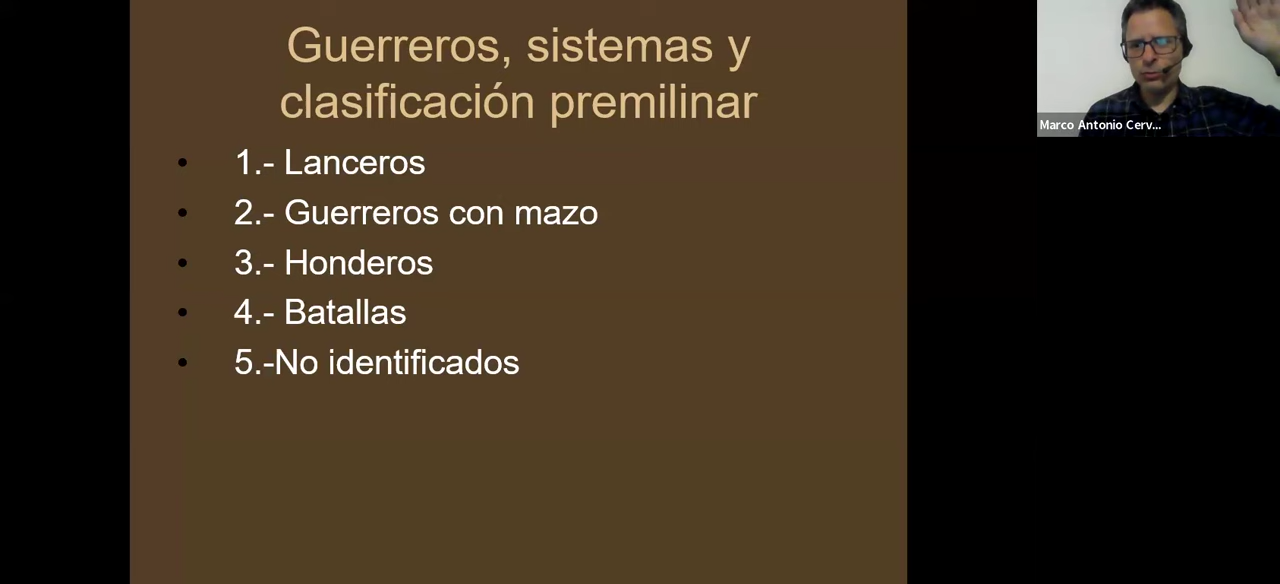 Guerreros, sistemas y
clasificación premilinar
1.- Lanceros
2.- Guerreros con mazo
3.- Honderos
4.- Batallas
5.-No identificados
Marco Antonio Cerv...